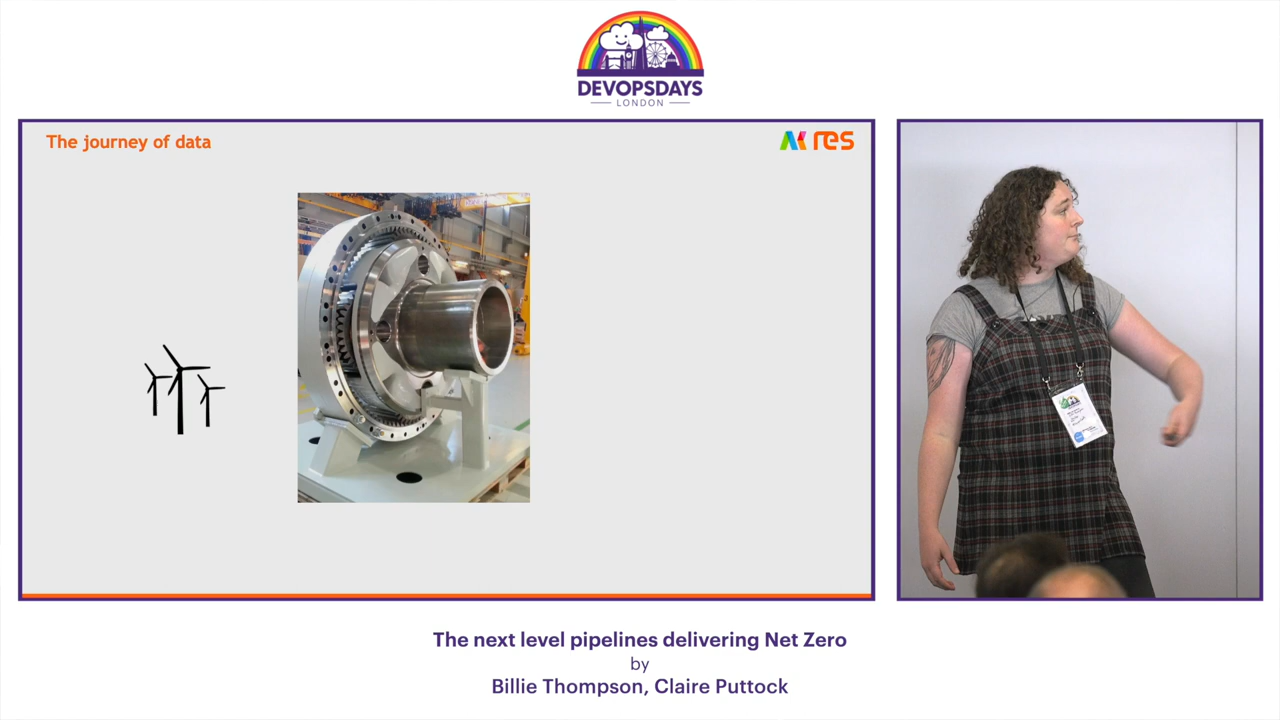 DEVOPSDAYS
LONDON
The journey of data
res
The next level pipelines delivering Net Zero
by
Billie Thompson, Claire Puttock